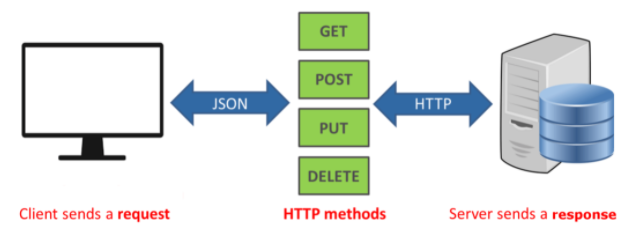 GET
POST
JSON
HTTP
PUT
DELETE
Client sends a request
HTTP methods
Server sends a response